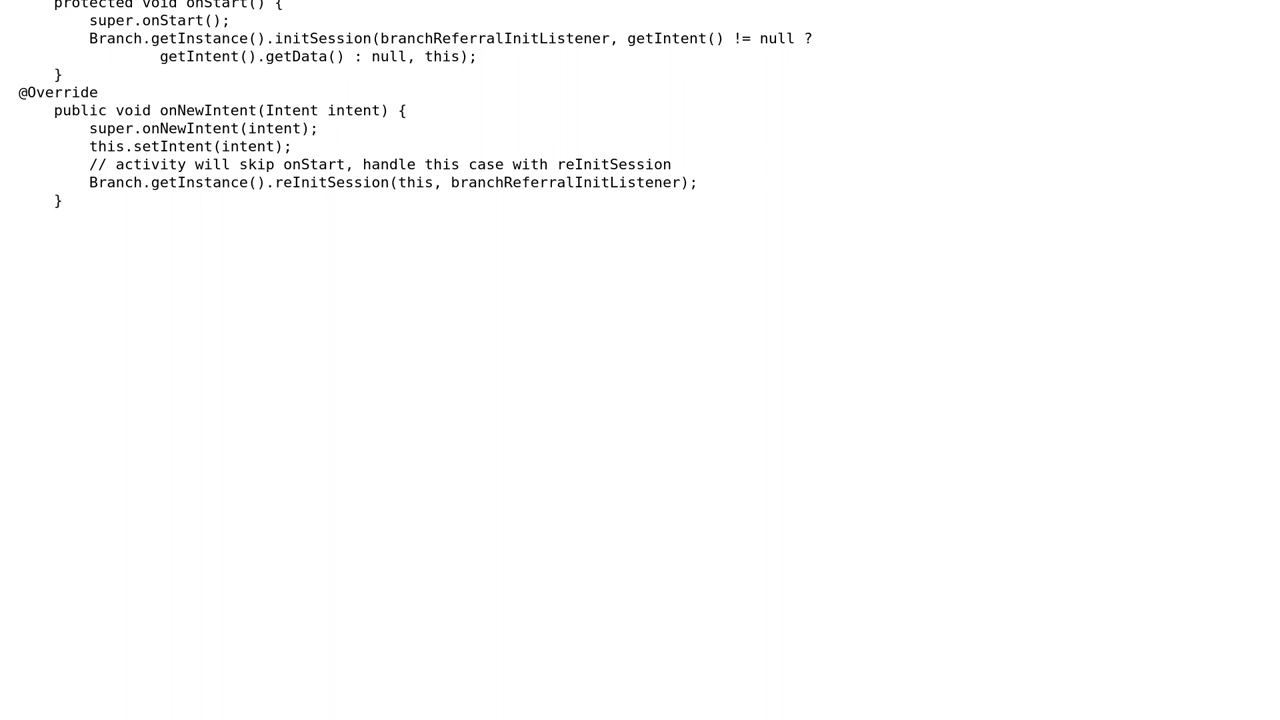 protected void onStart() {
        super.onStart();
        Branch.getInstance().initSession(branchReferralInitListener, getIntent() != null ?
                getIntent().getData() : null, this);
    }
@Override
    public void onNewIntent(Intent intent) {
        super.onNewIntent(intent);
        this.setIntent(intent);
        // activity will skip onStart, handle this case with reInitSession
        Branch.getInstance().reInitSession(this, branchReferralInitListener);
    }